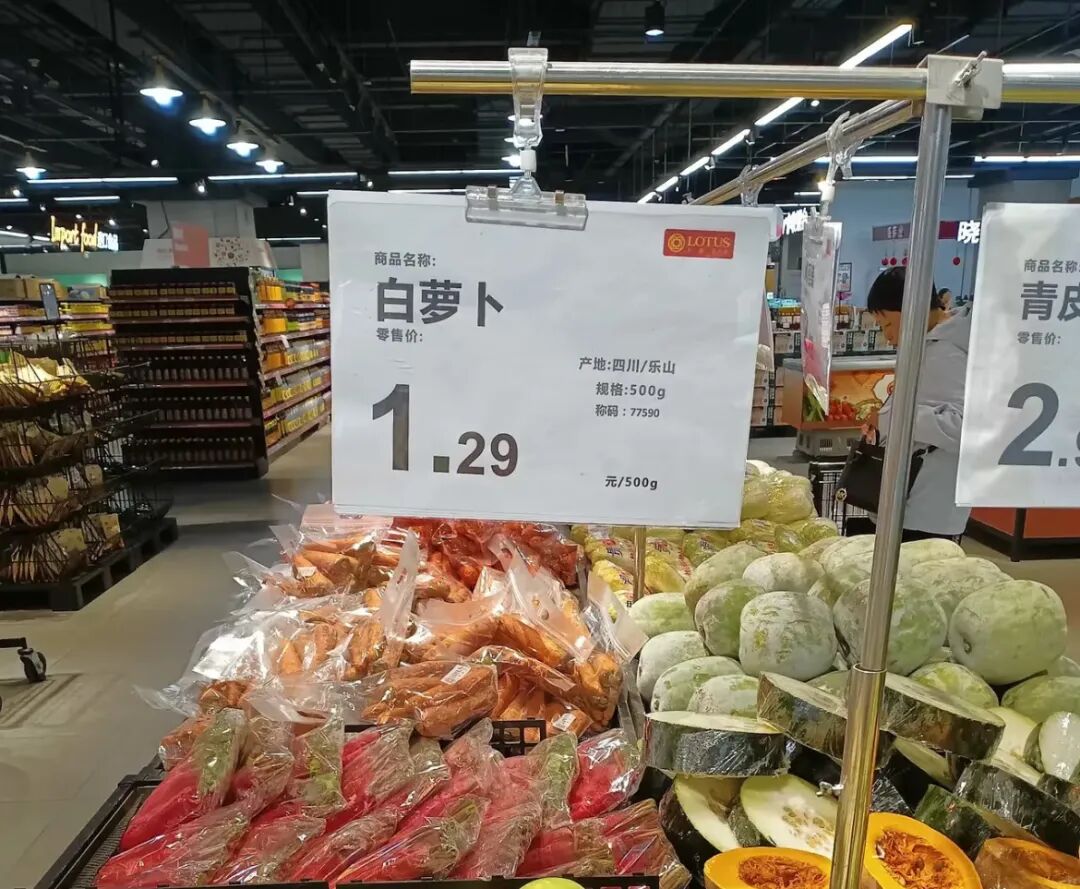 LOTUS
商品名称:
白萝卜
零售价:
1.29
产地:四川/乐山
规格:500g
称码:77590
元/500g
商品名称:
青皮
零售价:
2.9
Import food
晓